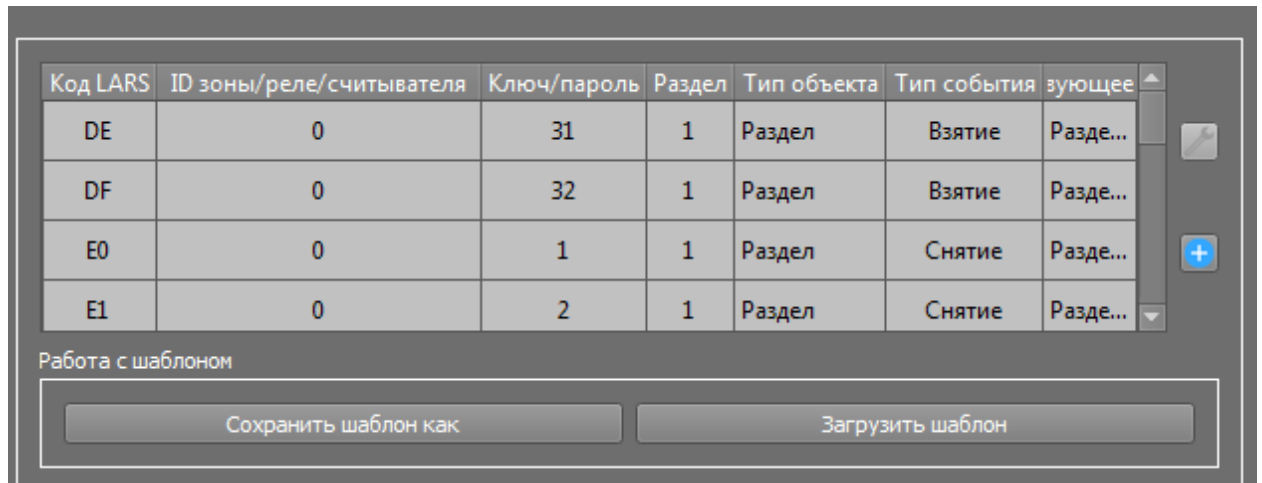 Код LARS ID зоны/реле/считывателя Ключ/пароль Раздел Тип объекта Тип события зующее
DE 0 31 1 Раздел Взятие Разде...
DF 0 32 1 Раздел Взятие Разде...
E0 0 1 1 Раздел Снятие Разде...
E1 0 2 1 Раздел Снятие Разде...
Работа с шаблоном
Сохранить шаблон как Загрузить шаблон